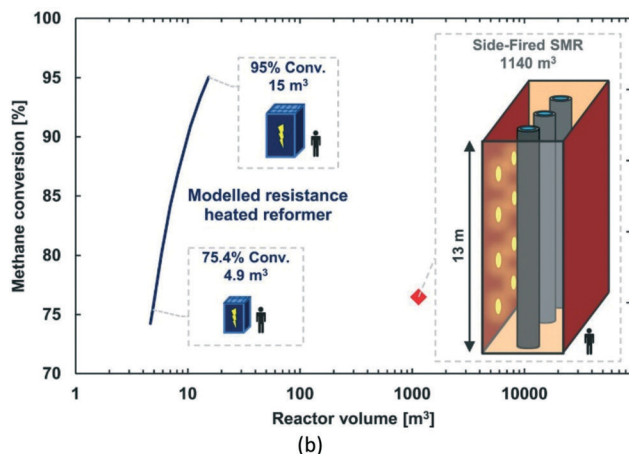 Side-Fired SMR
1140 m³
100
95
90
85
80
75
70
Methane conversion [%]
95% Conv.
15 m³
Modelled resistance
heated reformer
75.4% Conv.
4.9 m³
13 m
1
10
100
1000
10000
Reactor volume [m³]
(b)